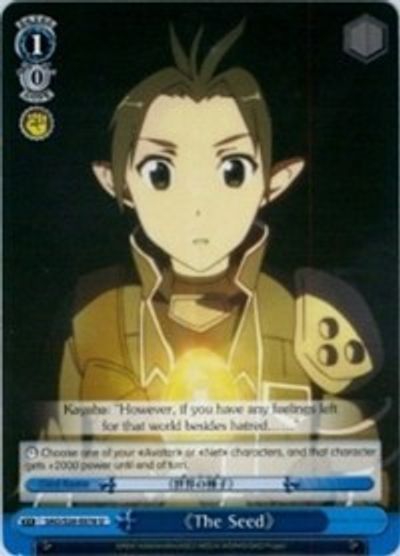 1
0
Kayaba: "However, if you have any feelings left
for that world besides hatred......"
Choose one of your «Avatar» or «Net» characters, and that character
gets +2000 power until end of turn.
Card Name
《世界の種子》
《The Seed》